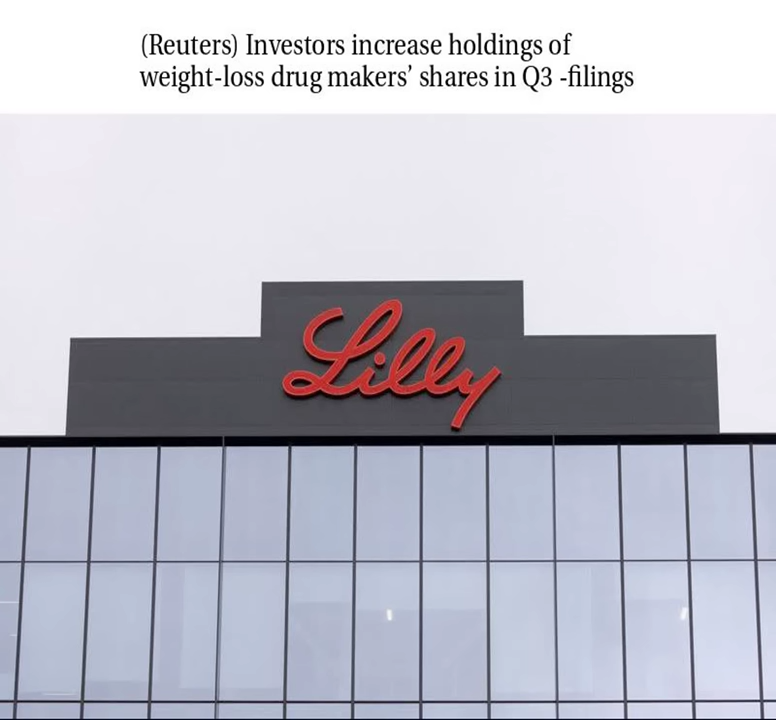 (Reuters) Investors increase holdings of
weight-loss drug makers’ shares in Q3 -filings
Lilly